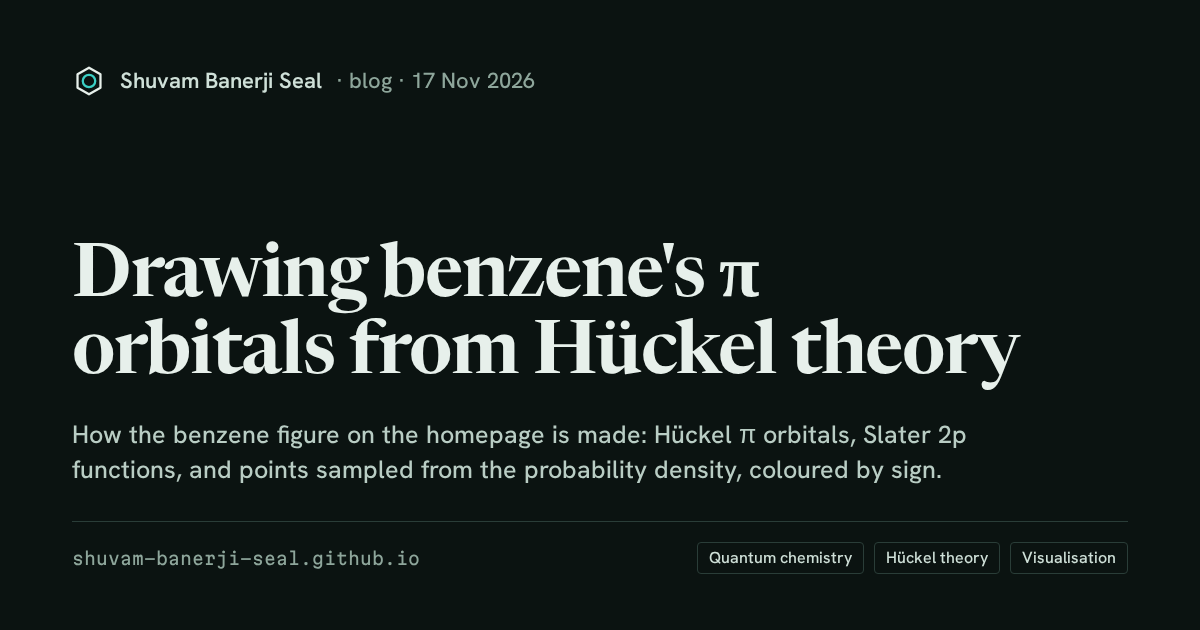 Shuvam Banerji Seal · blog · 17 Nov 2026
Drawing benzene's π
orbitals from Hückel theory
How the benzene figure on the homepage is made: Hückel π orbitals, Slater 2p
functions, and points sampled from the probability density, coloured by sign.
shuvam-banerji-seal.github.io
Quantum chemistry
Hückel theory
Visualisation